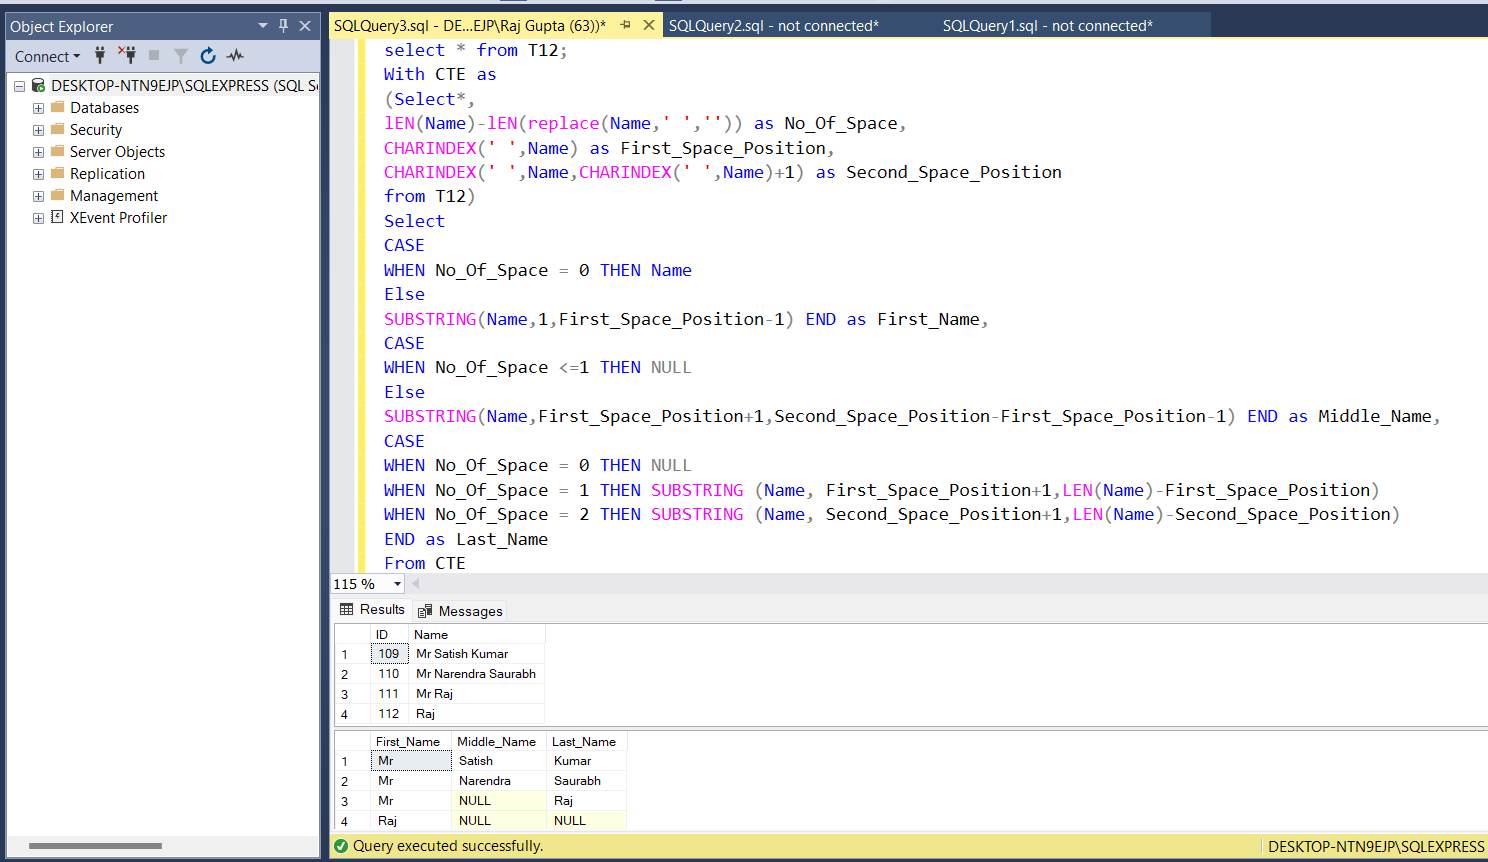 Object Explorer
Connect
DESKTOP-NTN9EJP\SQLEXPRESS (SQL S
Databases
Security
Server Objects
Replication
Management
XEvent Profiler
SQLQuery3.sql - DE...EJP\Raj Gupta (63))* SQLQuery2.sql - not connected* SQLQuery1.sql - not connected*
select * from T12;
With CTE as
(Select*,
lEN(Name)-lEN(replace(Name,' ','')) as No_Of_Space,
CHARINDEX(' ',Name) as First_Space_Position,
CHARINDEX(' ',Name,CHARINDEX(' ',Name)+1) as Second_Space_Position
from T12)
Select
CASE
WHEN No_Of_Space = 0 THEN Name
Else
SUBSTRING(Name,1,First_Space_Position-1) END as First_Name,
CASE
WHEN No_Of_Space <=1 THEN NULL
Else
SUBSTRING(Name,First_Space_Position+1,Second_Space_Position-First_Space_Position-1) END as Middle_Name,
CASE
WHEN No_Of_Space = 0 THEN NULL
WHEN No_Of_Space = 1 THEN SUBSTRING (Name, First_Space_Position+1,LEN(Name)-First_Space_Position)
WHEN No_Of_Space = 2 THEN SUBSTRING (Name, Second_Space_Position+1,LEN(Name)-Second_Space_Position)
END as Last_Name
From CTE
115 %
Results Messages
ID Name
1 109 Mr Satish Kumar
2 110 Mr Narendra Saurabh
3 111 Mr Raj
4 112 Raj
First_Name Middle_Name Last_Name
1 Mr Satish Kumar
2 Mr Narendra Saurabh
3 Mr NULL Raj
4 Raj NULL NULL
Query executed successfully. DESKTOP-NTN9EJP\SQLEXPRESS